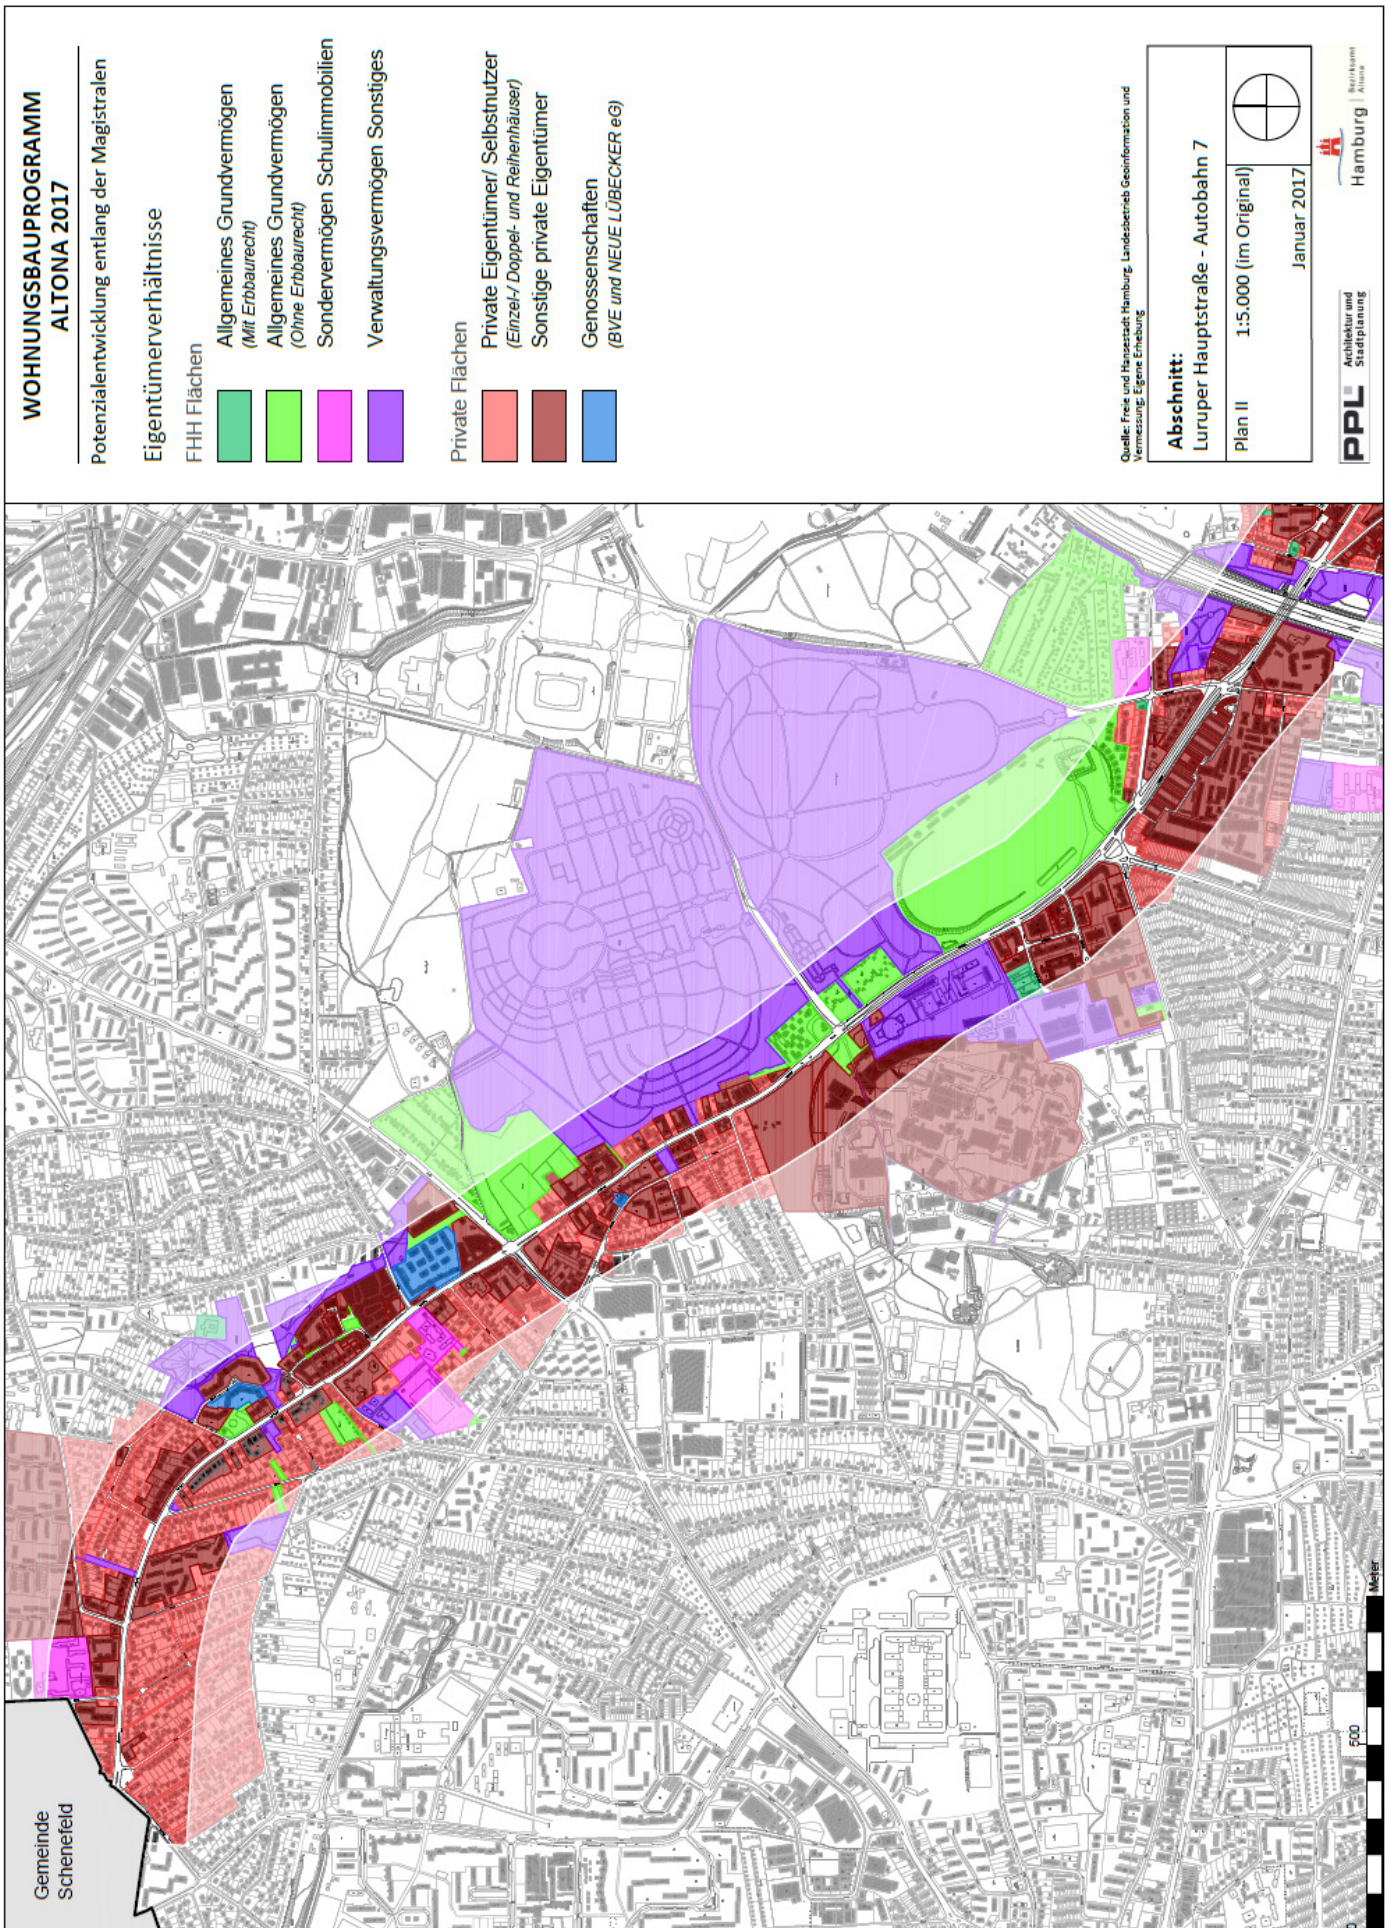 WOHNUNGSBAUPROGRAMM
ALTONA 2017
Potenzialentwicklung entlang der Magistralen
Eigentümerverhältnisse
FHH Flächen
Allgemeines Grundvermögen
(Mit Erbbaurecht)
Allgemeines Grundvermögen
(Ohne Erbbaurecht)
Sondervermögen Schulimmobilien
Verwaltungsvermögen Sonstiges
Private Flächen
Private Eigentümer/ Selbstnutzer
(Einzel-/ Doppel- und Reihenhäuser)
Sonstige private Eigentümer
Genossenschaften
(BVE und NEUE LÜBECKER eG)
Quelle: Freie und Hansestadt Hamburg, Landesbetrieb Geoinformation und
Vermessung; Eigene Erhebung
Abschnitt:
Luruper Hauptstraße - Autobahn 7
Plan II
1:5.000 (im Original)
Januar 2017
PPL
Architektur und
Stadtplanung
Hamburg
Bezirksamt
Altona
Gemeinde
Schenefeld
500
Meter